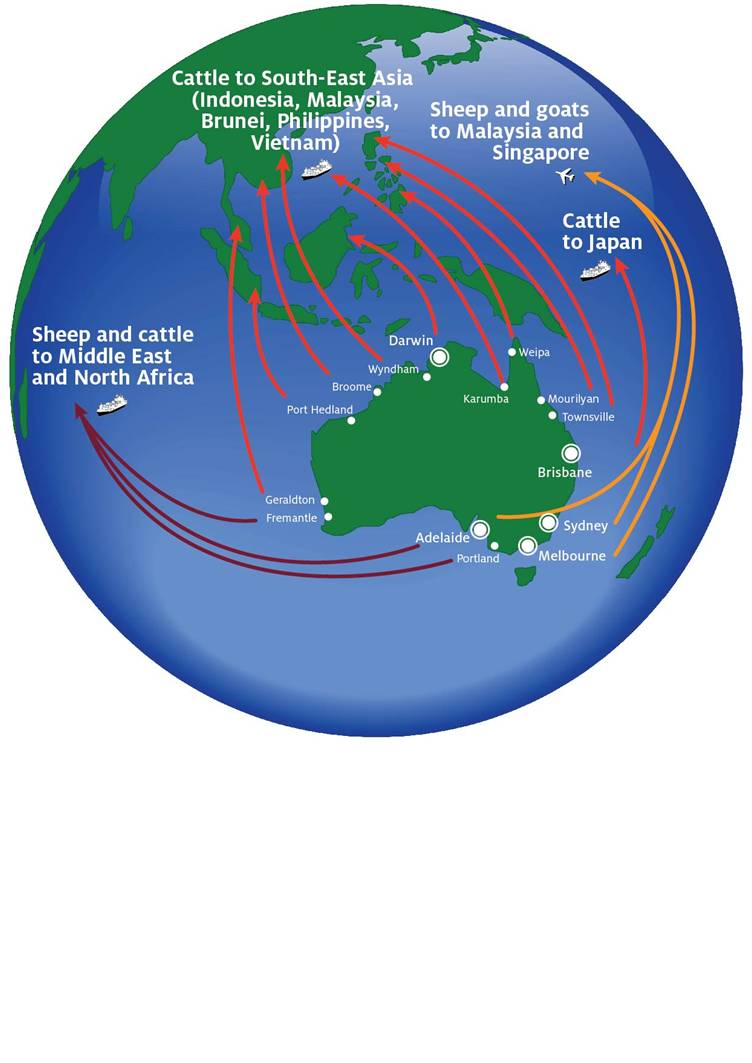 Cattle to South-East Asia
(Indonesia, Malaysia,
Brunei, Philippines,
Vietnam)
Sheep and goats
to Malaysia and
Singapore
Cattle
to Japan
Sheep and cattle
to Middle East
and North Africa
Darwin
Weipa
Wyndham
Broome
Karumba
Mourilyan
Port Hedland
Townsville
Brisbane
Geraldton
Fremantle
Sydney
Adelaide
Portland
Melbourne